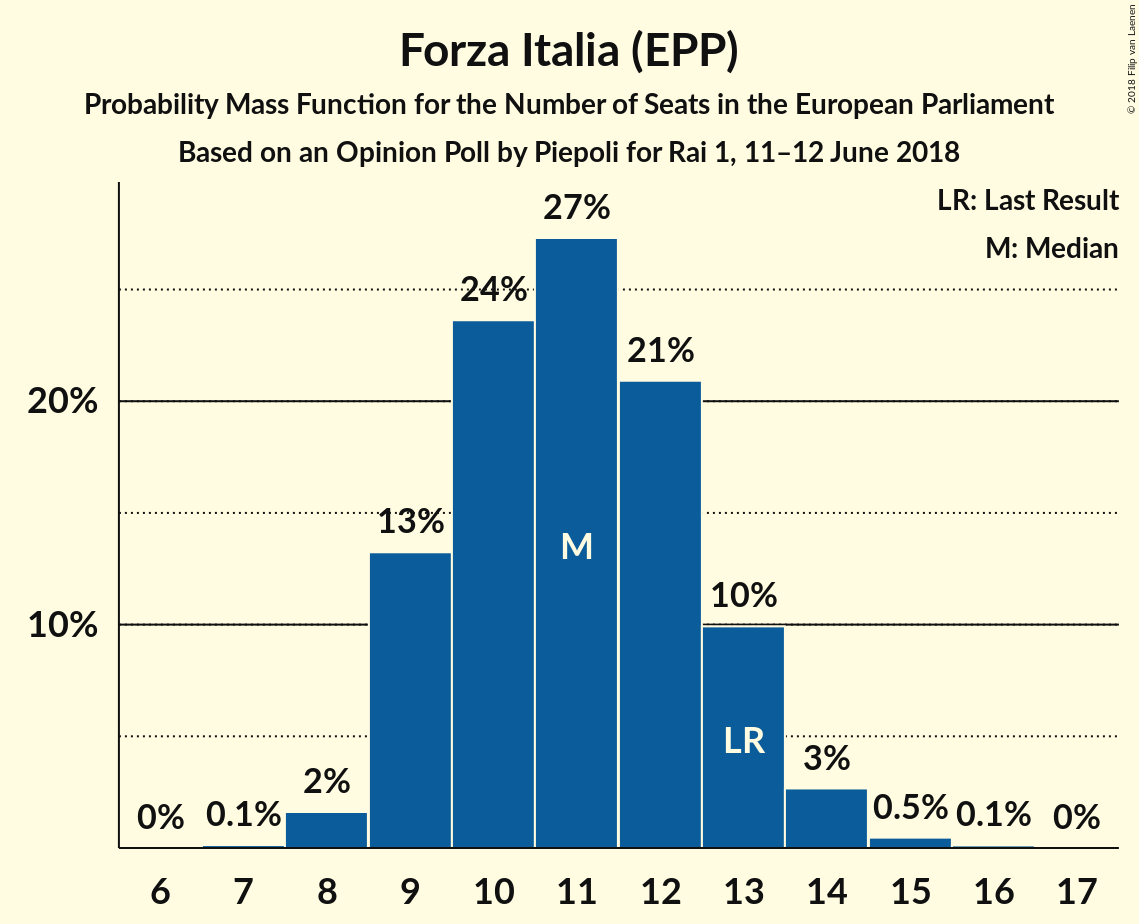 Forza Italia (EPP)
Probability Mass Function for the Number of Seats in the European Parliament
Based on an Opinion Poll by Piepoli for Rai 1, 11–12 June 2018
© 2018 Filip van Laenen
LR: Last Result
M: Median
27%
24%
21%
20%
13%
M
10%
10%
LR
3%
2%
0%
0.1%
0.5%
0.1%
0%
6 7 8 9 10 11 12 13 14 15 16 17